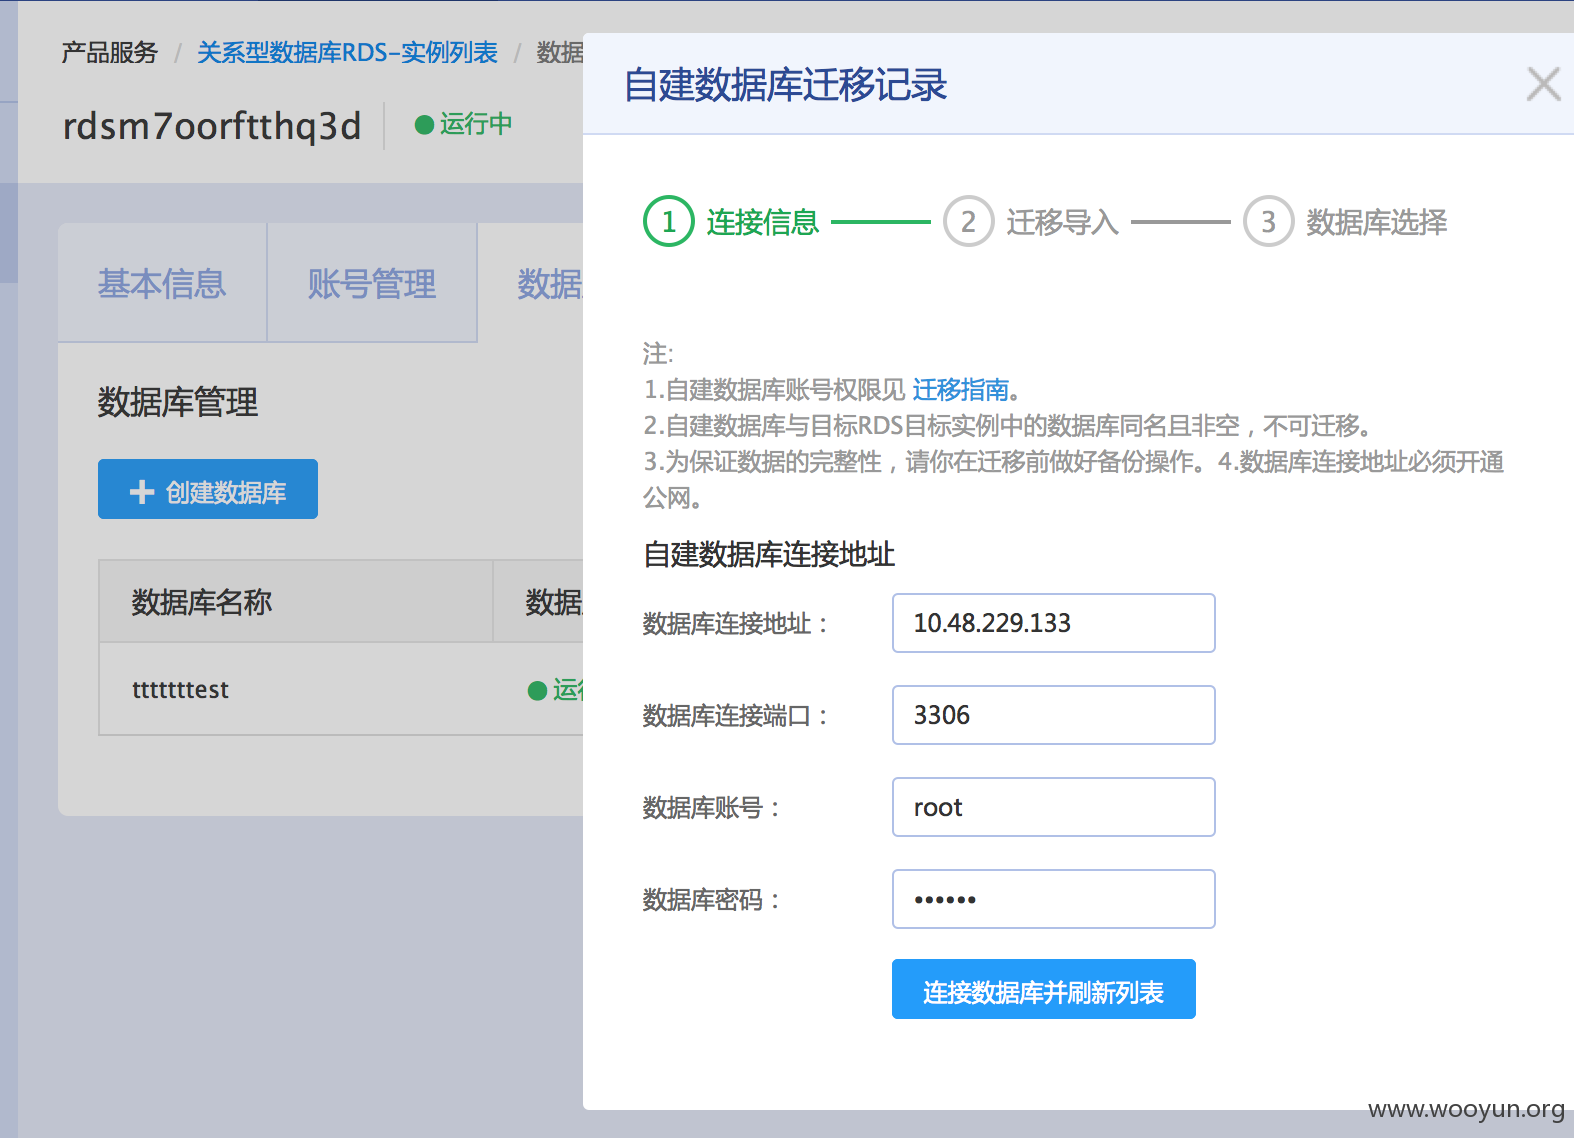 产品服务 / 关系型数据库RDS-实例列表 / 数据
rdsm7oorftthq3d
运行中
基本信息
账号管理
数据
数据库管理
+ 创建数据库
数据库名称
数据
tttttttest
运行
自建数据库迁移记录
1 连接信息
2 迁移导入
3 数据库选择
注:
1.自建数据库账号权限见 迁移指南。
2.自建数据库与目标RDS目标实例中的数据库同名且非空，不可迁移。
3.为保证数据的完整性，请你在迁移前做好备份操作。4.数据库连接地址必须开通
公网。
自建数据库连接地址
数据库连接地址： 10.48.229.133
数据库连接端口： 3306
数据库账号： root
数据库密码： ••••••
连接数据库并刷新列表
www.wooyun.org